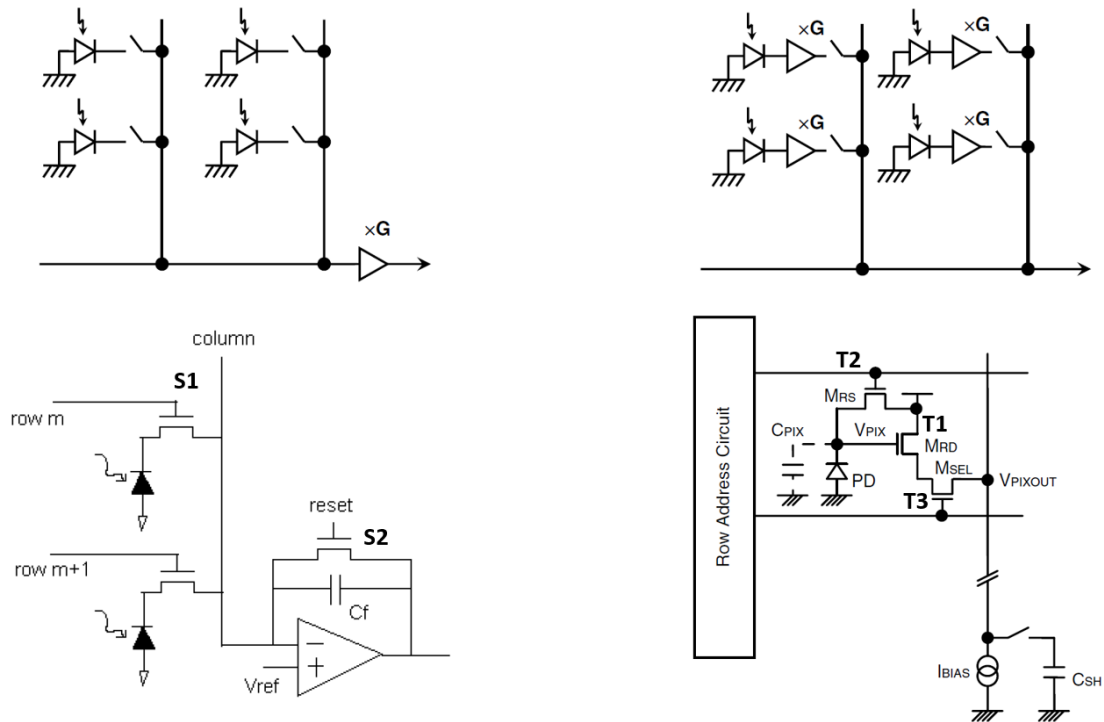 ×G
×G
×G
×G
×G
column
S1
row m
reset
S2
row m+1
Cf
Vref
Row Address Circuit
T2
MRS
CPIX
VPIX
T1
MRD
MSEL
PD
VPIXOUT
T3
IBIAS
CSH